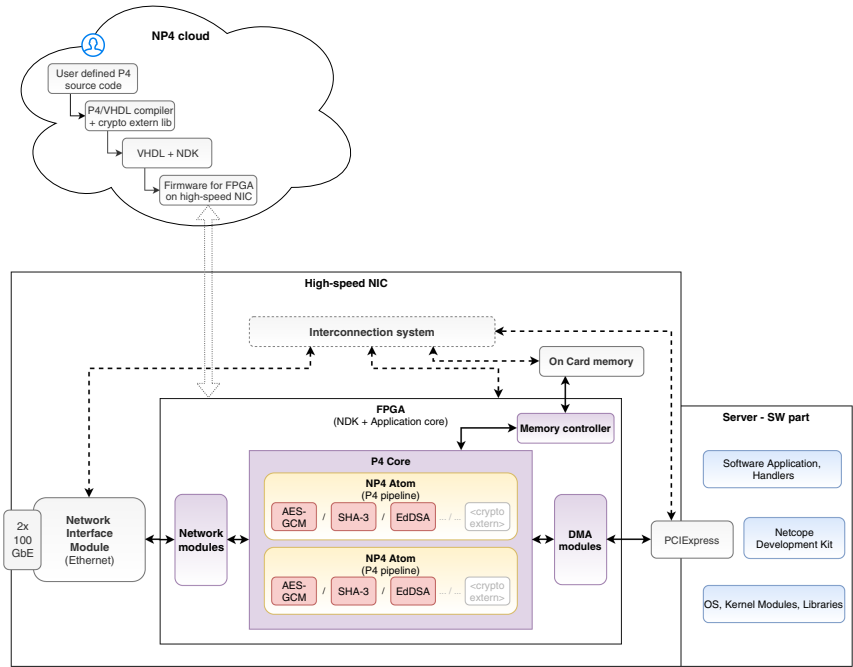 NP4 cloud
User defined P4
source code
P4/VHDL compiler
+ crypto extern lib
VHDL + NDK
Firmware for FPGA
on high-speed NIC
High-speed NIC
Interconnection system
On Card memory
FPGA
(NDK + Application core)
Memory controller
P4 Core
NP4 Atom
(P4 pipeline)
AES-
GCM
/
SHA-3
/
EdDSA
... / ...
<crypto
extern>
NP4 Atom
(P4 pipeline)
AES-
GCM
/
SHA-3
/
EdDSA
... / ...
<crypto
extern>
2x
100
GbE
Network
Interface
Module
(Ethernet)
Network
modules
DMA
modules
PCIExpress
Server - SW part
Software Application,
Handlers
Netcope
Development Kit
OS, Kernel Modules, Libraries